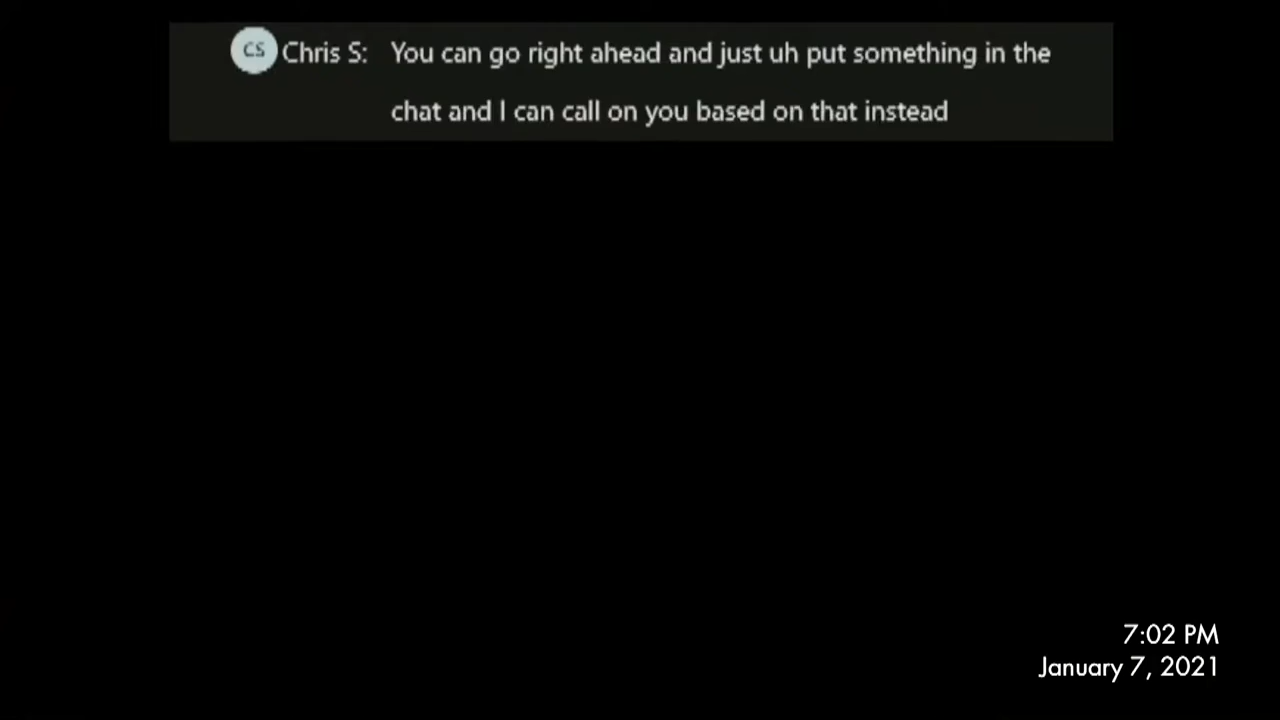 CS Chris S: You can go right ahead and just uh put something in the
chat and I can call on you based on that instead
7:02 PM
January 7, 2021